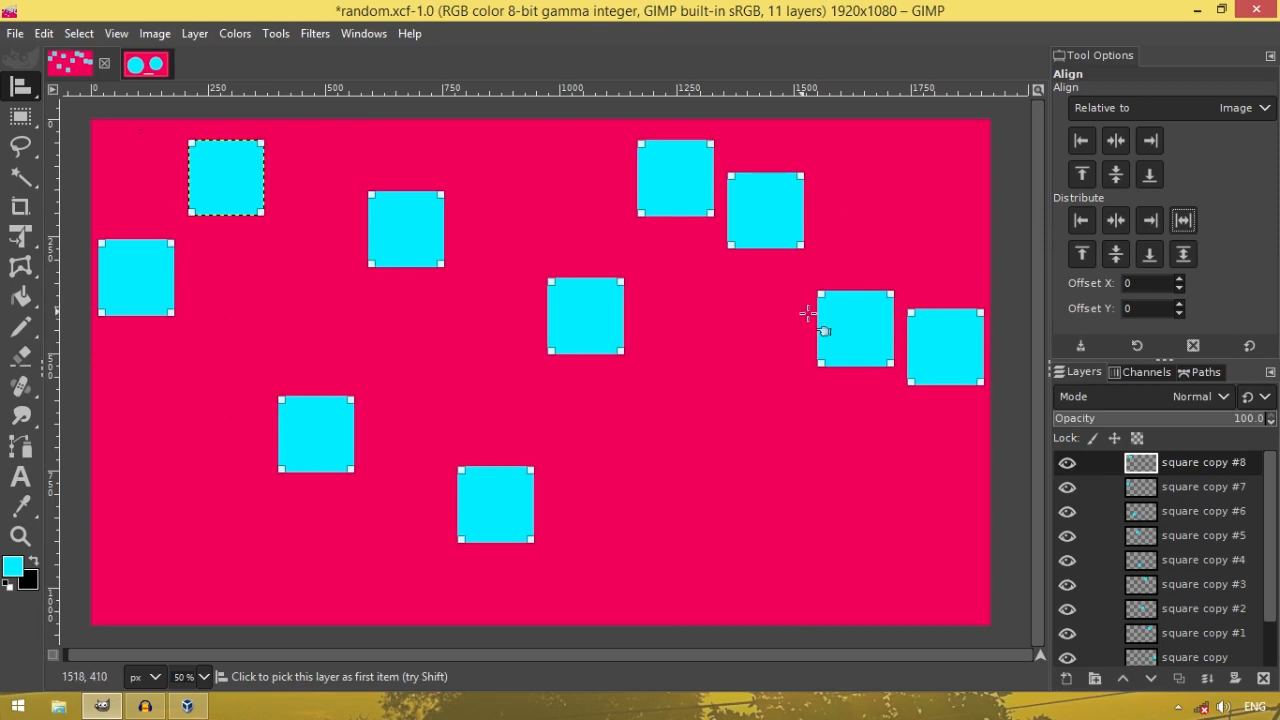 *random.xcf-1.0 (RGB color 8-bit gamma integer, GIMP built-in sRGB, 11 layers) 1920x1080 – GIMP
File Edit Select View Image Layer Colors Tools Filters Windows Help
Tool Options
Align
Align
Relative to Image
Distribute
Offset X: 0
Offset Y: 0
0 250 500 750 1000 1250 1500 1750
0
250
500
750
1000
Layers Channels Paths
Mode Normal
Opacity 100.0
Lock:
square copy #8
square copy #7
square copy #6
square copy #5
square copy #4
square copy #3
square copy #2
square copy #1
square copy
1518, 410 px 50 % Click to pick this layer as first item (try Shift)
ENG